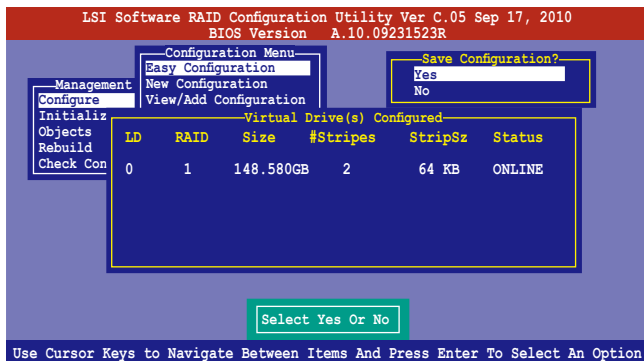 LSI Software RAID Configuration Utility Ver C.05 Sep 17, 2010
BIOS Version A.10.09231523R
Configuration Menu
Easy Configuration
New Configuration
View/Add Configuration
Save Configuration?
Yes
No
Management
Configure
Initializ
Objects
Rebuild
Check Con
Virtual Drive(s) Configured
LD RAID Size #Stripes StripSz Status
0 1 148.580GB 2 64 KB ONLINE
Select Yes Or No
Use Cursor Keys to Navigate Between Items And Press Enter To Select An Option